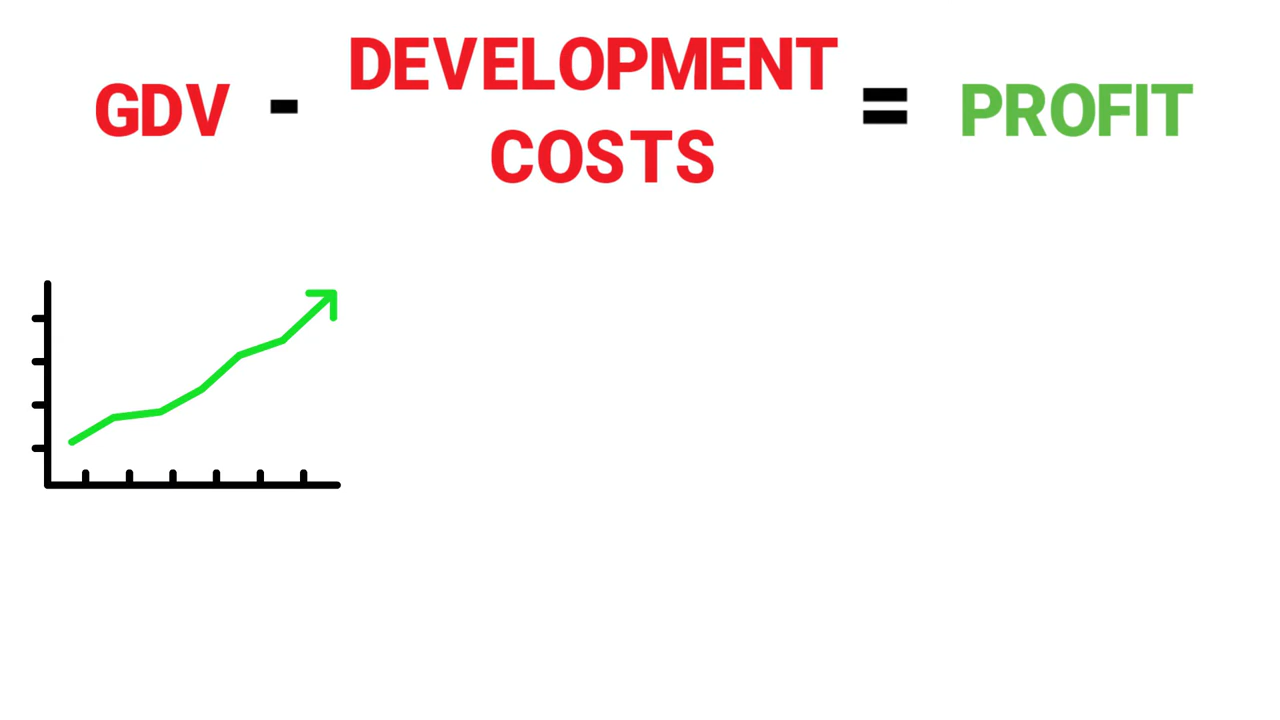 GDV - DEVELOPMENT COSTS = PROFIT